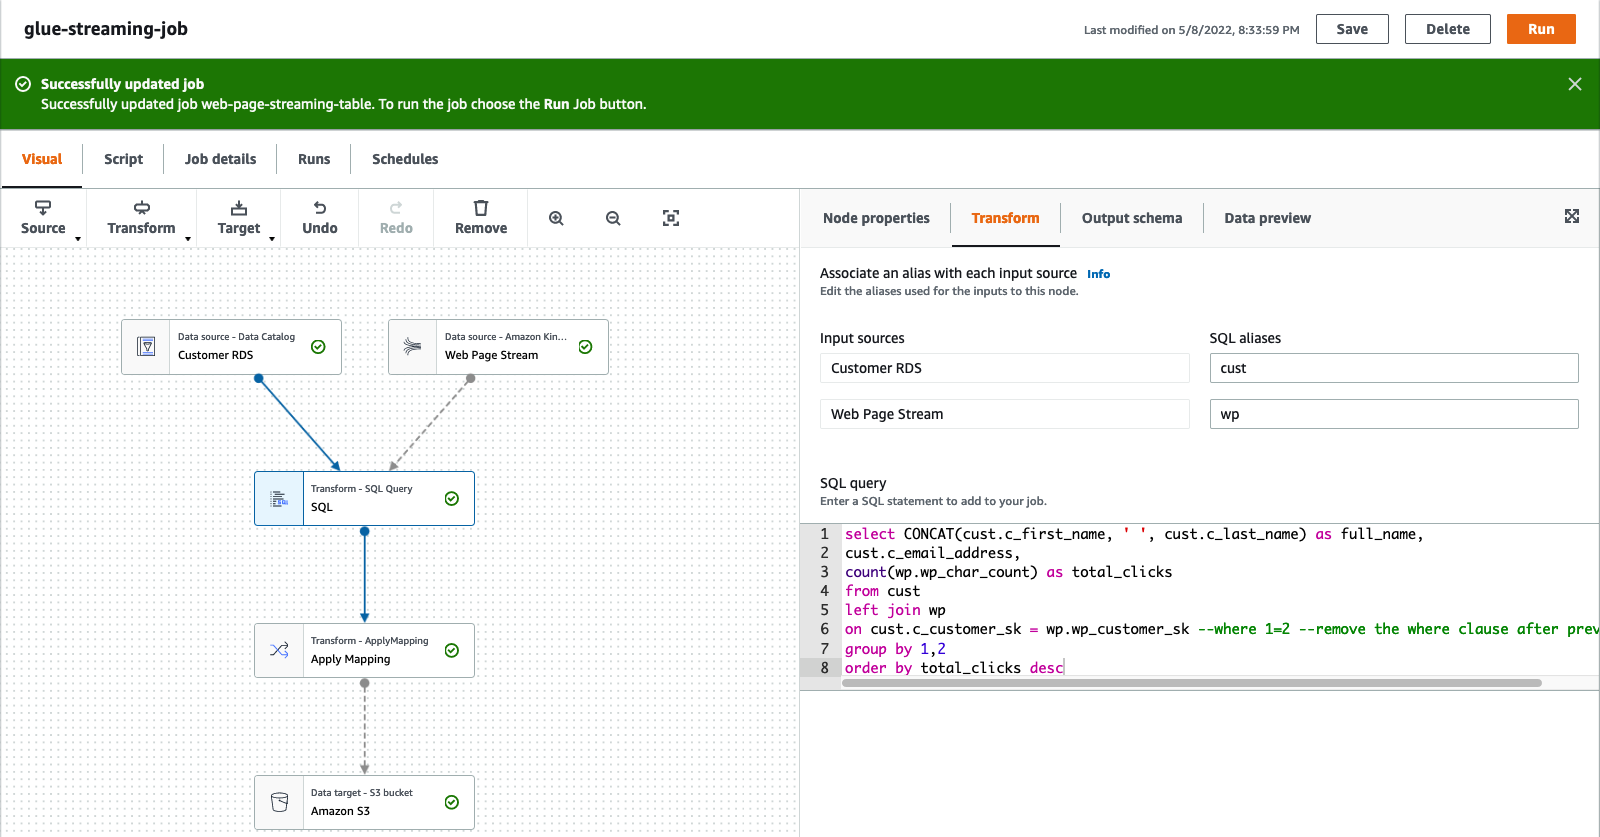 glue-streaming-job
Last modified on 5/8/2022, 8:33:59 PM
Save
Delete
Run
Successfully updated job
Successfully updated job web-page-streaming-table. To run the job choose the Run Job button.
Visual
Script
Job details
Runs
Schedules
Source
Transform
Target
Undo
Redo
Remove
Node properties
Transform
Output schema
Data preview
Data source - Data Catalog
Customer RDS
Data source - Amazon Kin...
Web Page Stream
Transform - SQL Query
SQL
Transform - ApplyMapping
Apply Mapping
Data target - S3 bucket
Amazon S3
Associate an alias with each input source Info
Edit the aliases used for the inputs to this node.
Input sources
SQL aliases
Customer RDS
cust
Web Page Stream
wp
SQL query
Enter a SQL statement to add to your job.
1 select CONCAT(cust.c_first_name, ' ', cust.c_last_name) as full_name,
2 cust.c_email_address,
3 count(wp.wp_char_count) as total_clicks
4 from cust
5 left join wp
6 on cust.c_customer_sk = wp.wp_customer_sk --where 1=2 --remove the where clause after prev
7 group by 1,2
8 order by total_clicks desc